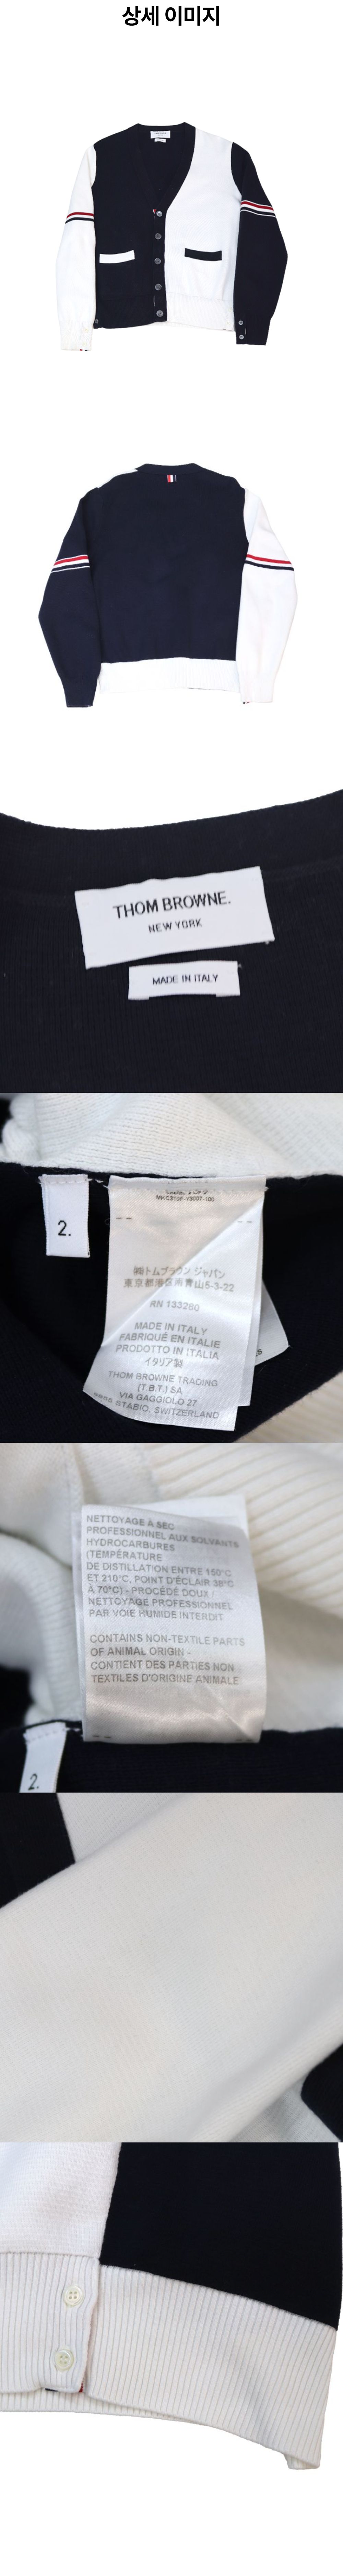 상세 이미지
THOM BROWNE.
NEW YORK
MADE IN ITALY
2.
MKC310F-Y3007-100
㈱トムブラウン ジャパン
東京都港区南青山5-3-22
RN 133260
MADE IN ITALY
FABRIQUÉ EN ITALIE
PRODOTTO IN ITALIA
イタリア製
THOM BROWNE TRADING
(T.B.T.) SA
VIA GAGGIOLO 27
STABIO, SWITZERLAND
NETTOYAGE À SEC
PROFESSIONNEL AUX SOLVANTS
HYDROCARBURES
(TEMPÉRATURE
DE DISTILLATION ENTRE 150°C
ET 210°C, POINT D'ÉCLAIR 38°C
À 70°C) - PROCÉDÉ DOUX /
NETTOYAGE PROFESSIONNEL
PAR VOIE HUMIDE INTERDIT
CONTAINS NON-TEXTILE PARTS
OF ANIMAL ORIGIN -
CONTIENT DES PARTIES NON
TEXTILES D'ORIGINE ANIMALE
2.